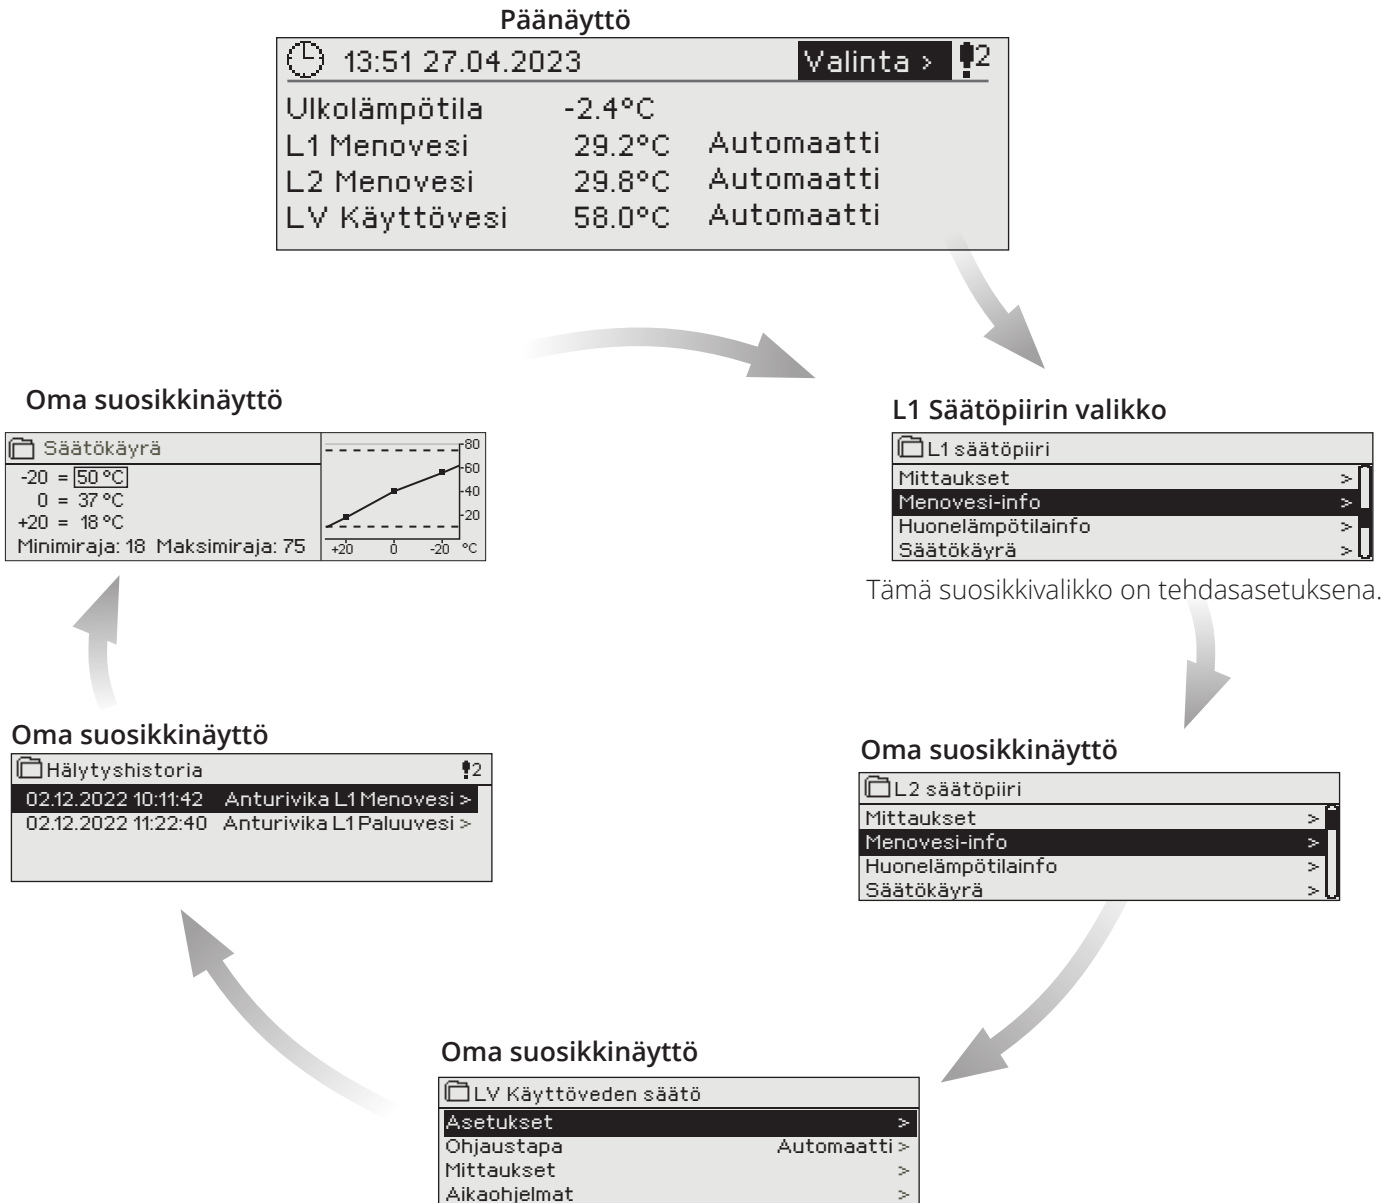 Päänäyttö
13:51 27.04.2023 Valinta > 2
Ulkolämpötila -2.4°C
L1 Menovesi 29.2°C Automaatti
L2 Menovesi 29.8°C Automaatti
LV Käyttövesi 58.0°C Automaatti
Oma suosikkinäyttö
Säätökäyrä
-20 = 50 °C
0 = 37 °C
+20 = 18 °C
Minimiraja: 18 Maksimiraja: 75
80
60
40
20
+20 0 -20 °C
L1 Säätöpiirin valikko
L1 säätöpiiri
Mittaukset >
Menovesi-info >
Huonelämpötilainfo >
Säätökäyrä >
Tämä suosikkivalikko on tehdasasetuksena.
Oma suosikkinäyttö
Hälytyshistoria 2
02.12.2022 10:11:42 Anturivika L1 Menovesi >
02.12.2022 11:22:40 Anturivika L1 Paluuvesi >
Oma suosikkinäyttö
L2 säätöpiiri
Mittaukset >
Menovesi-info >
Huonelämpötilainfo >
Säätökäyrä >
Oma suosikkinäyttö
LV Käyttöveden säätö
Asetukset >
Ohjaustapa Automaatti >
Mittaukset >
Aikaohjelmat >